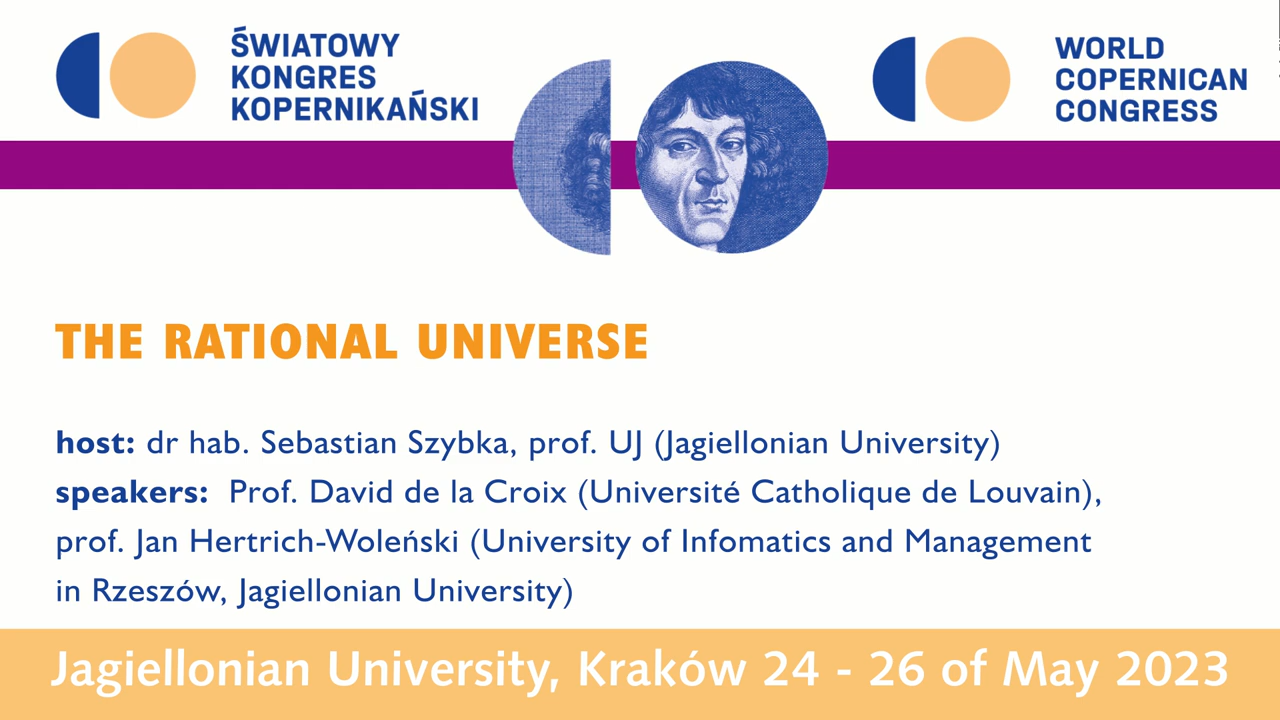 ŚWIATOWY
KONGRES
KOPERNIKAŃSKI
WORLD
COPERNICAN
CONGRESS
THE RATIONAL UNIVERSE
host: dr hab. Sebastian Szybka, prof. UJ (Jagiellonian University)
speakers: Prof. David de la Croix (Université Catholique de Louvain),
prof. Jan Hertrich-Woleński (University of Infomatics and Management
in Rzeszów, Jagiellonian University)
Jagiellonian University, Kraków 24 - 26 of May 2023